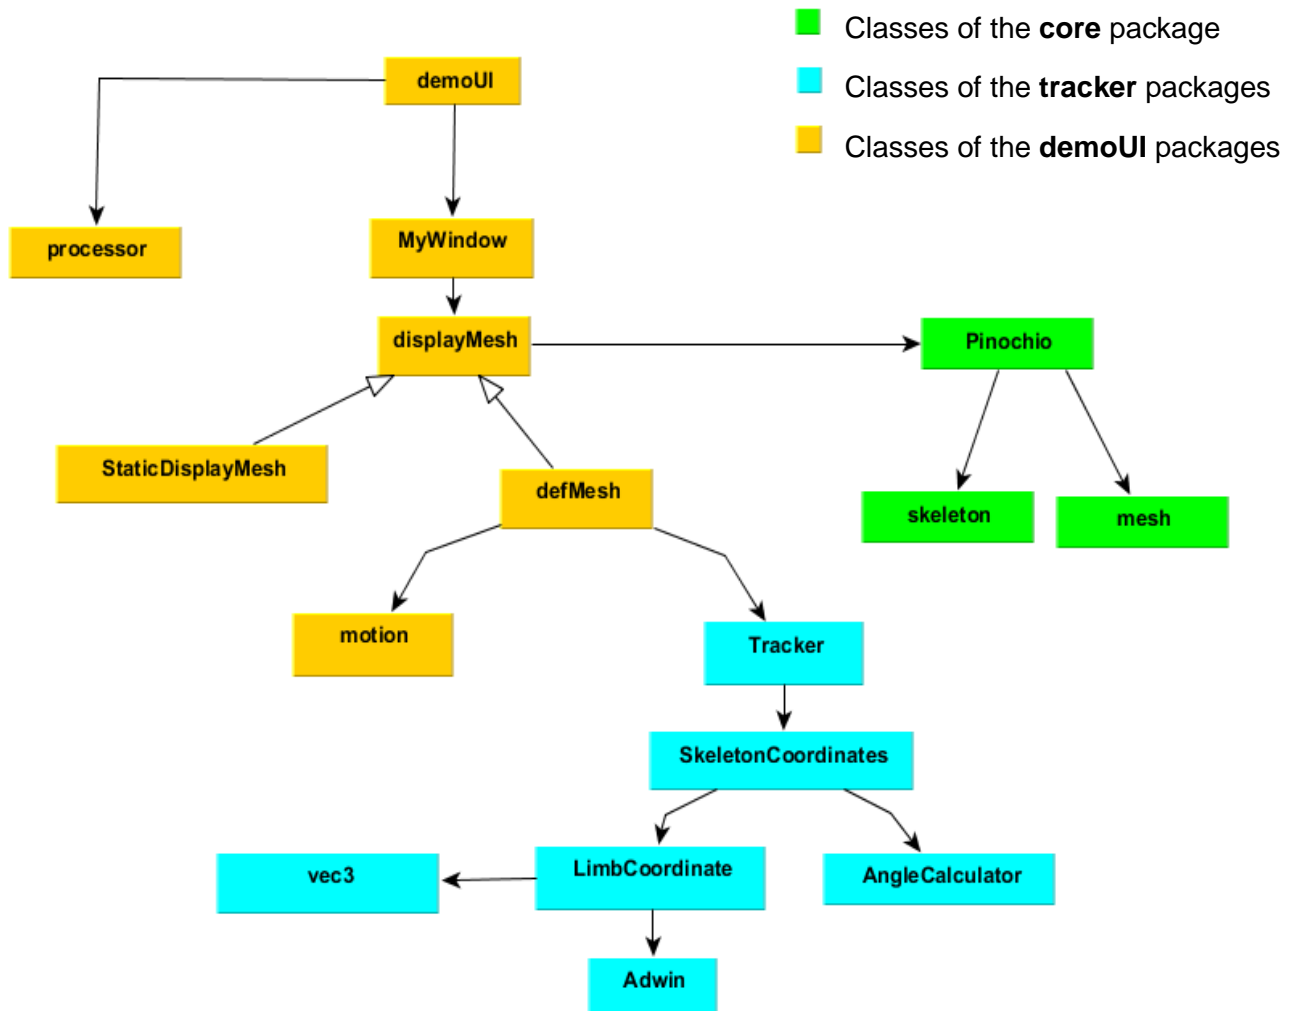 Classes of the core package
Classes of the tracker packages
Classes of the demoUI packages
demoUI
processor
MyWindow
displayMesh
Pinochio
StaticDisplayMesh
defMesh
skeleton
mesh
motion
Tracker
SkeletonCoordinates
vec3
LimbCoordinate
AngleCalculator
Adwin